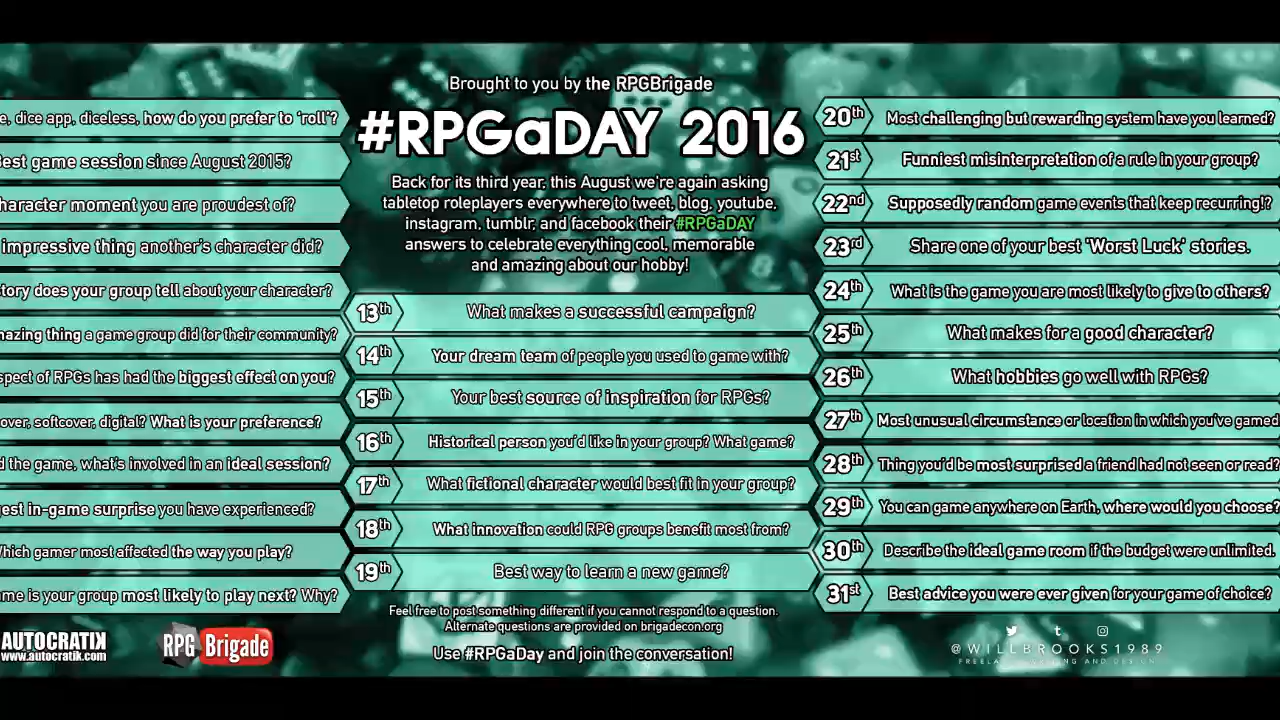 dice app, diceless, how do you prefer to 'roll'?
Best game session since August 2015?
Character moment you are proudest of?
impressive thing another's character did?
story does your group tell about your character?
amazing thing a game group did for their community?
aspect of RPGs has had the biggest effect on you?
softcover, digital? What is your preference?
the game, what's involved in an ideal session?
in-game surprise you have experienced?
Which gamer most affected the way you play?
is your group most likely to play next? Why?
AUTOCRATIK
www.autocratik.com
RPG Brigade
Brought to you by the RPGBrigade
#RPGaDAY 2016
Back for its third year, this August we're again asking
tabletop roleplayers everywhere to tweet, blog, youtube,
instagram, tumblr, and facebook their #RPGaDAY
answers to celebrate everything cool, memorable
and amazing about our hobby!
13th What makes a successful campaign?
14th Your dream team of people you used to game with?
15th Your best source of inspiration for RPGs?
16th Historical person you'd like in your group? What game?
17th What fictional character would best fit in your group?
18th What innovation could RPG groups benefit most from?
19th Best way to learn a new game?
Feel free to post something different if you cannot respond to a question.
Alternate questions are provided on brigadecon.org
Use #RPGaDay and join the conversation!
20th Most challenging but rewarding system have you learned?
21st Funniest misinterpretation of a rule in your group?
22nd Supposedly random game events that keep recurring!?
23rd Share one of your best 'Worst Luck' stories.
24th What is the game you are most likely to give to others?
25th What makes for a good character?
26th What hobbies go well with RPGs?
27th Most unusual circumstance or location in which you've gamed
28th Thing you'd be most surprised a friend had not seen or read?
29th You can game anywhere on Earth, where would you choose?
30th Describe the ideal game room if the budget were unlimited.
31st Best advice you were ever given for your game of choice?
@WILLBROOKS1989